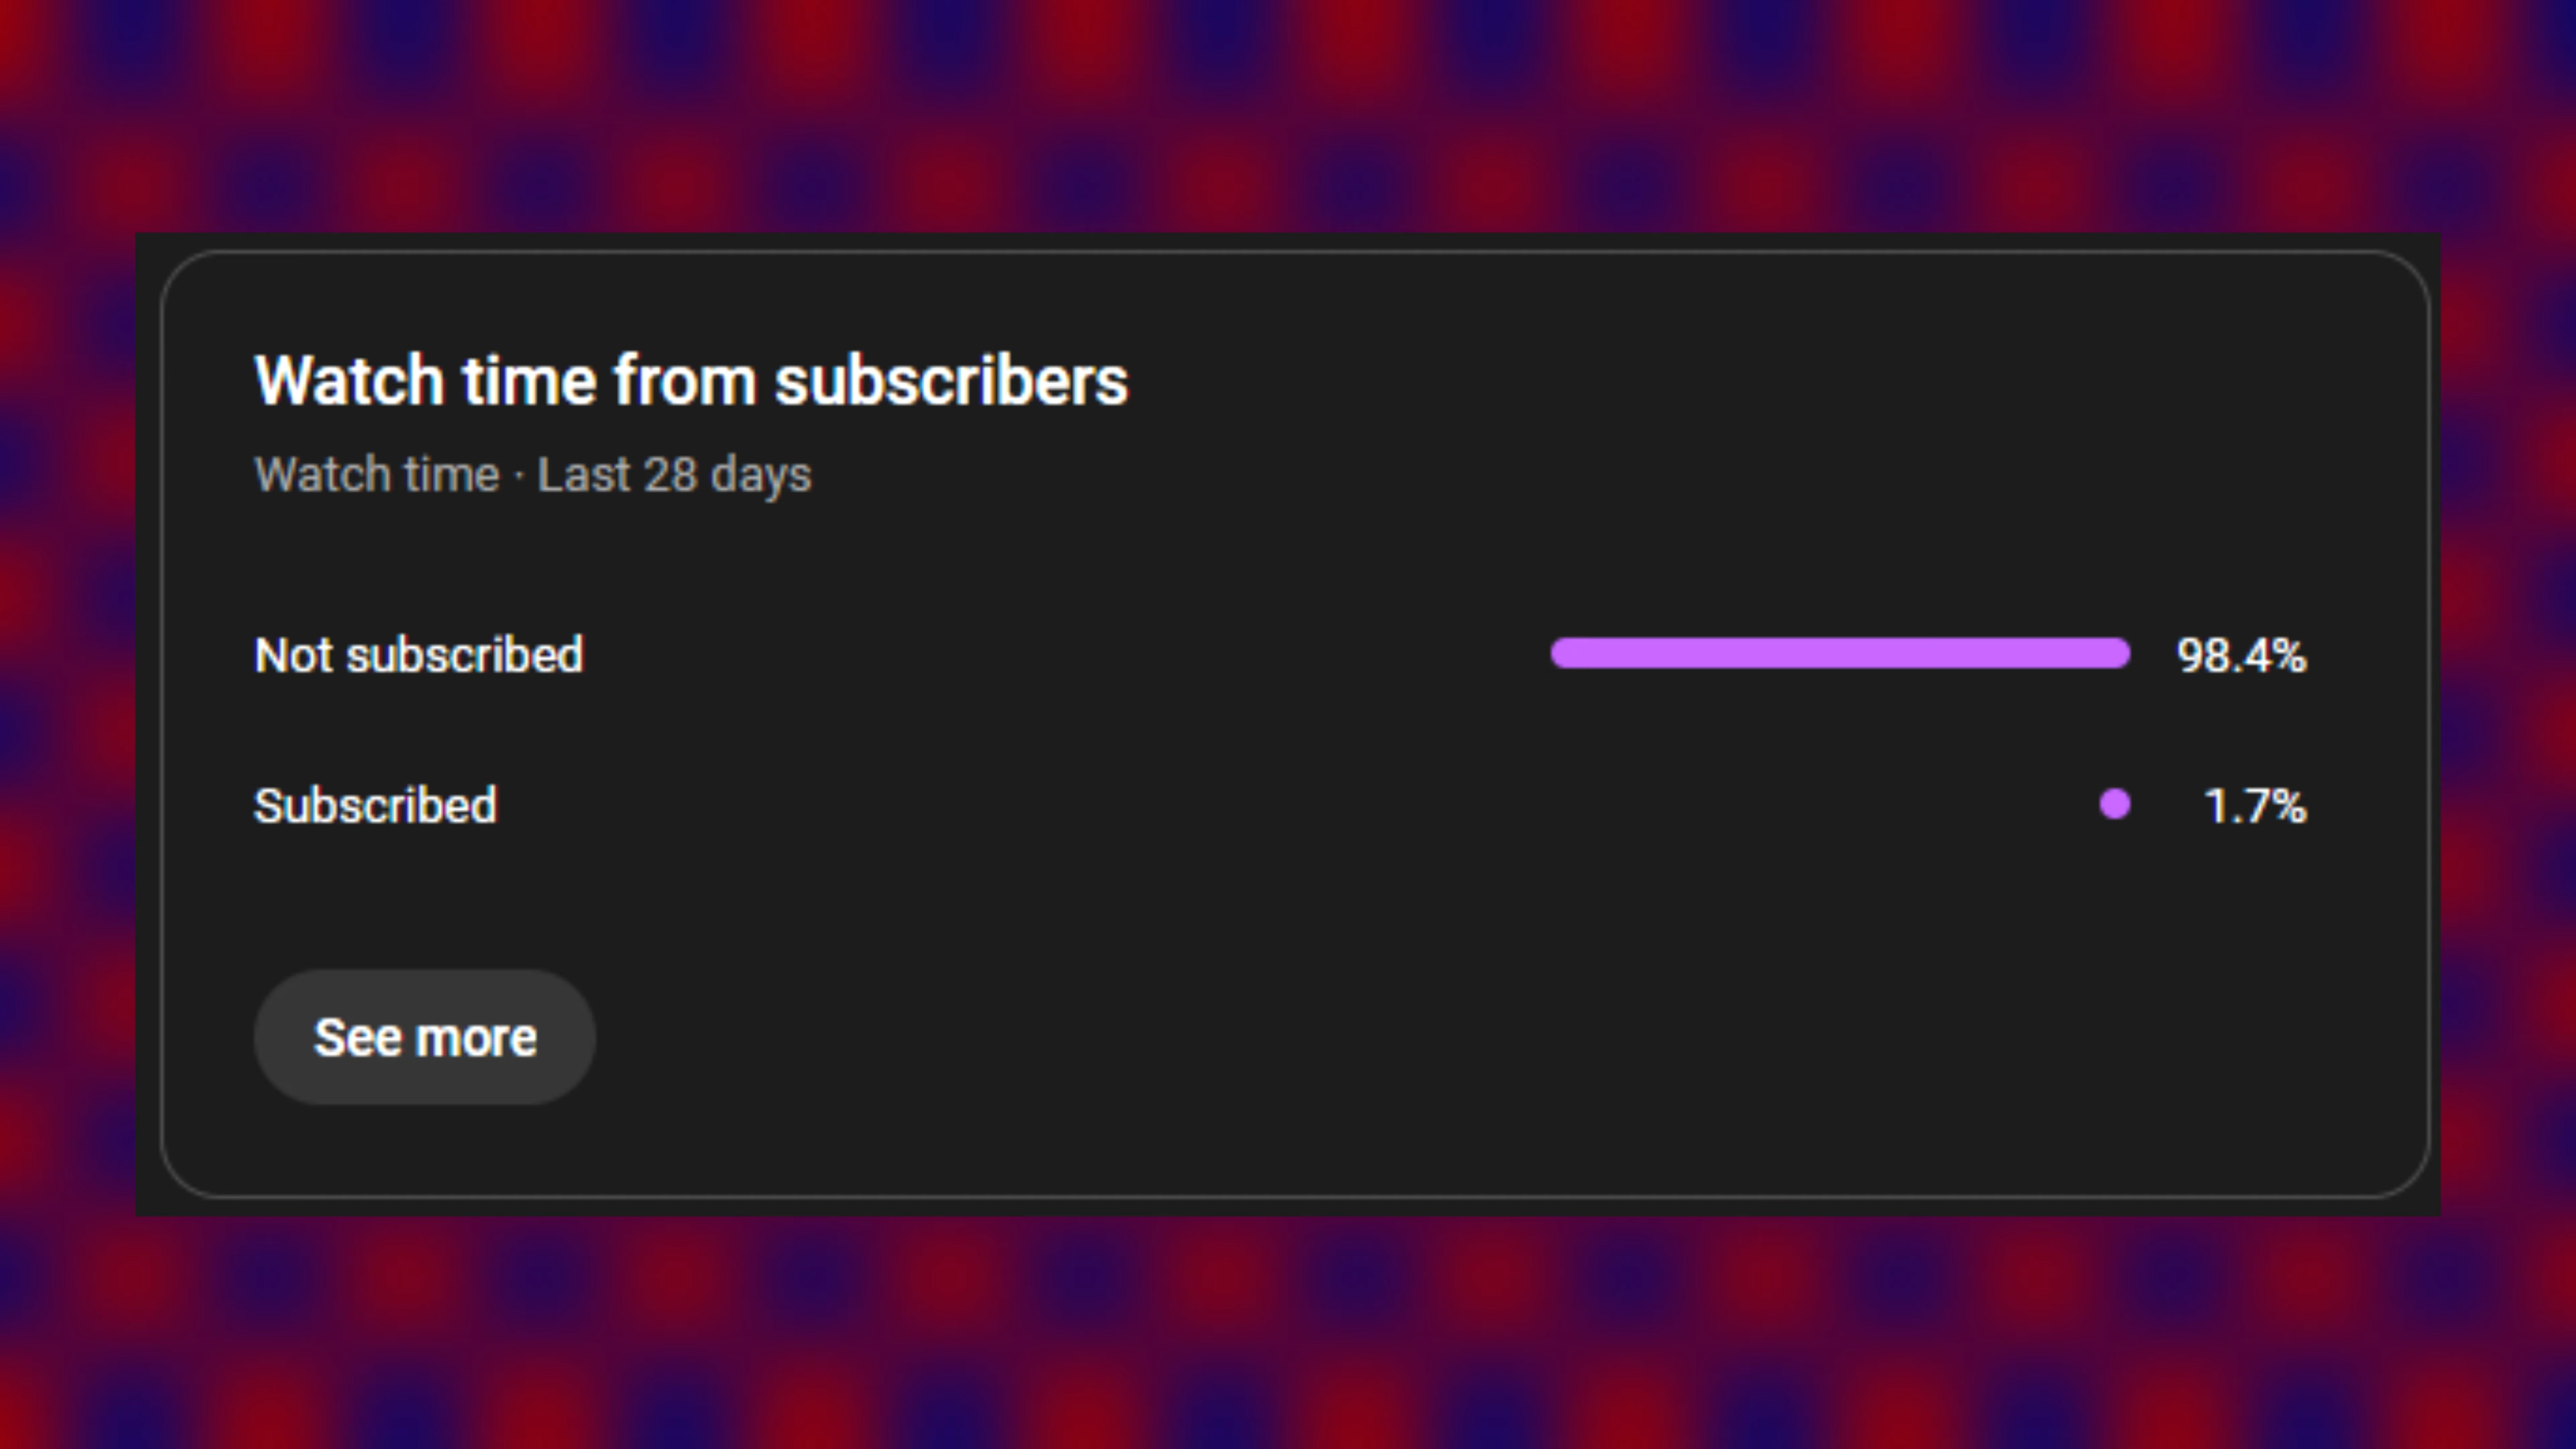 Watch time from subscribers
Watch time · Last 28 days
Not subscribed 98.4%
Subscribed 1.7%
See more